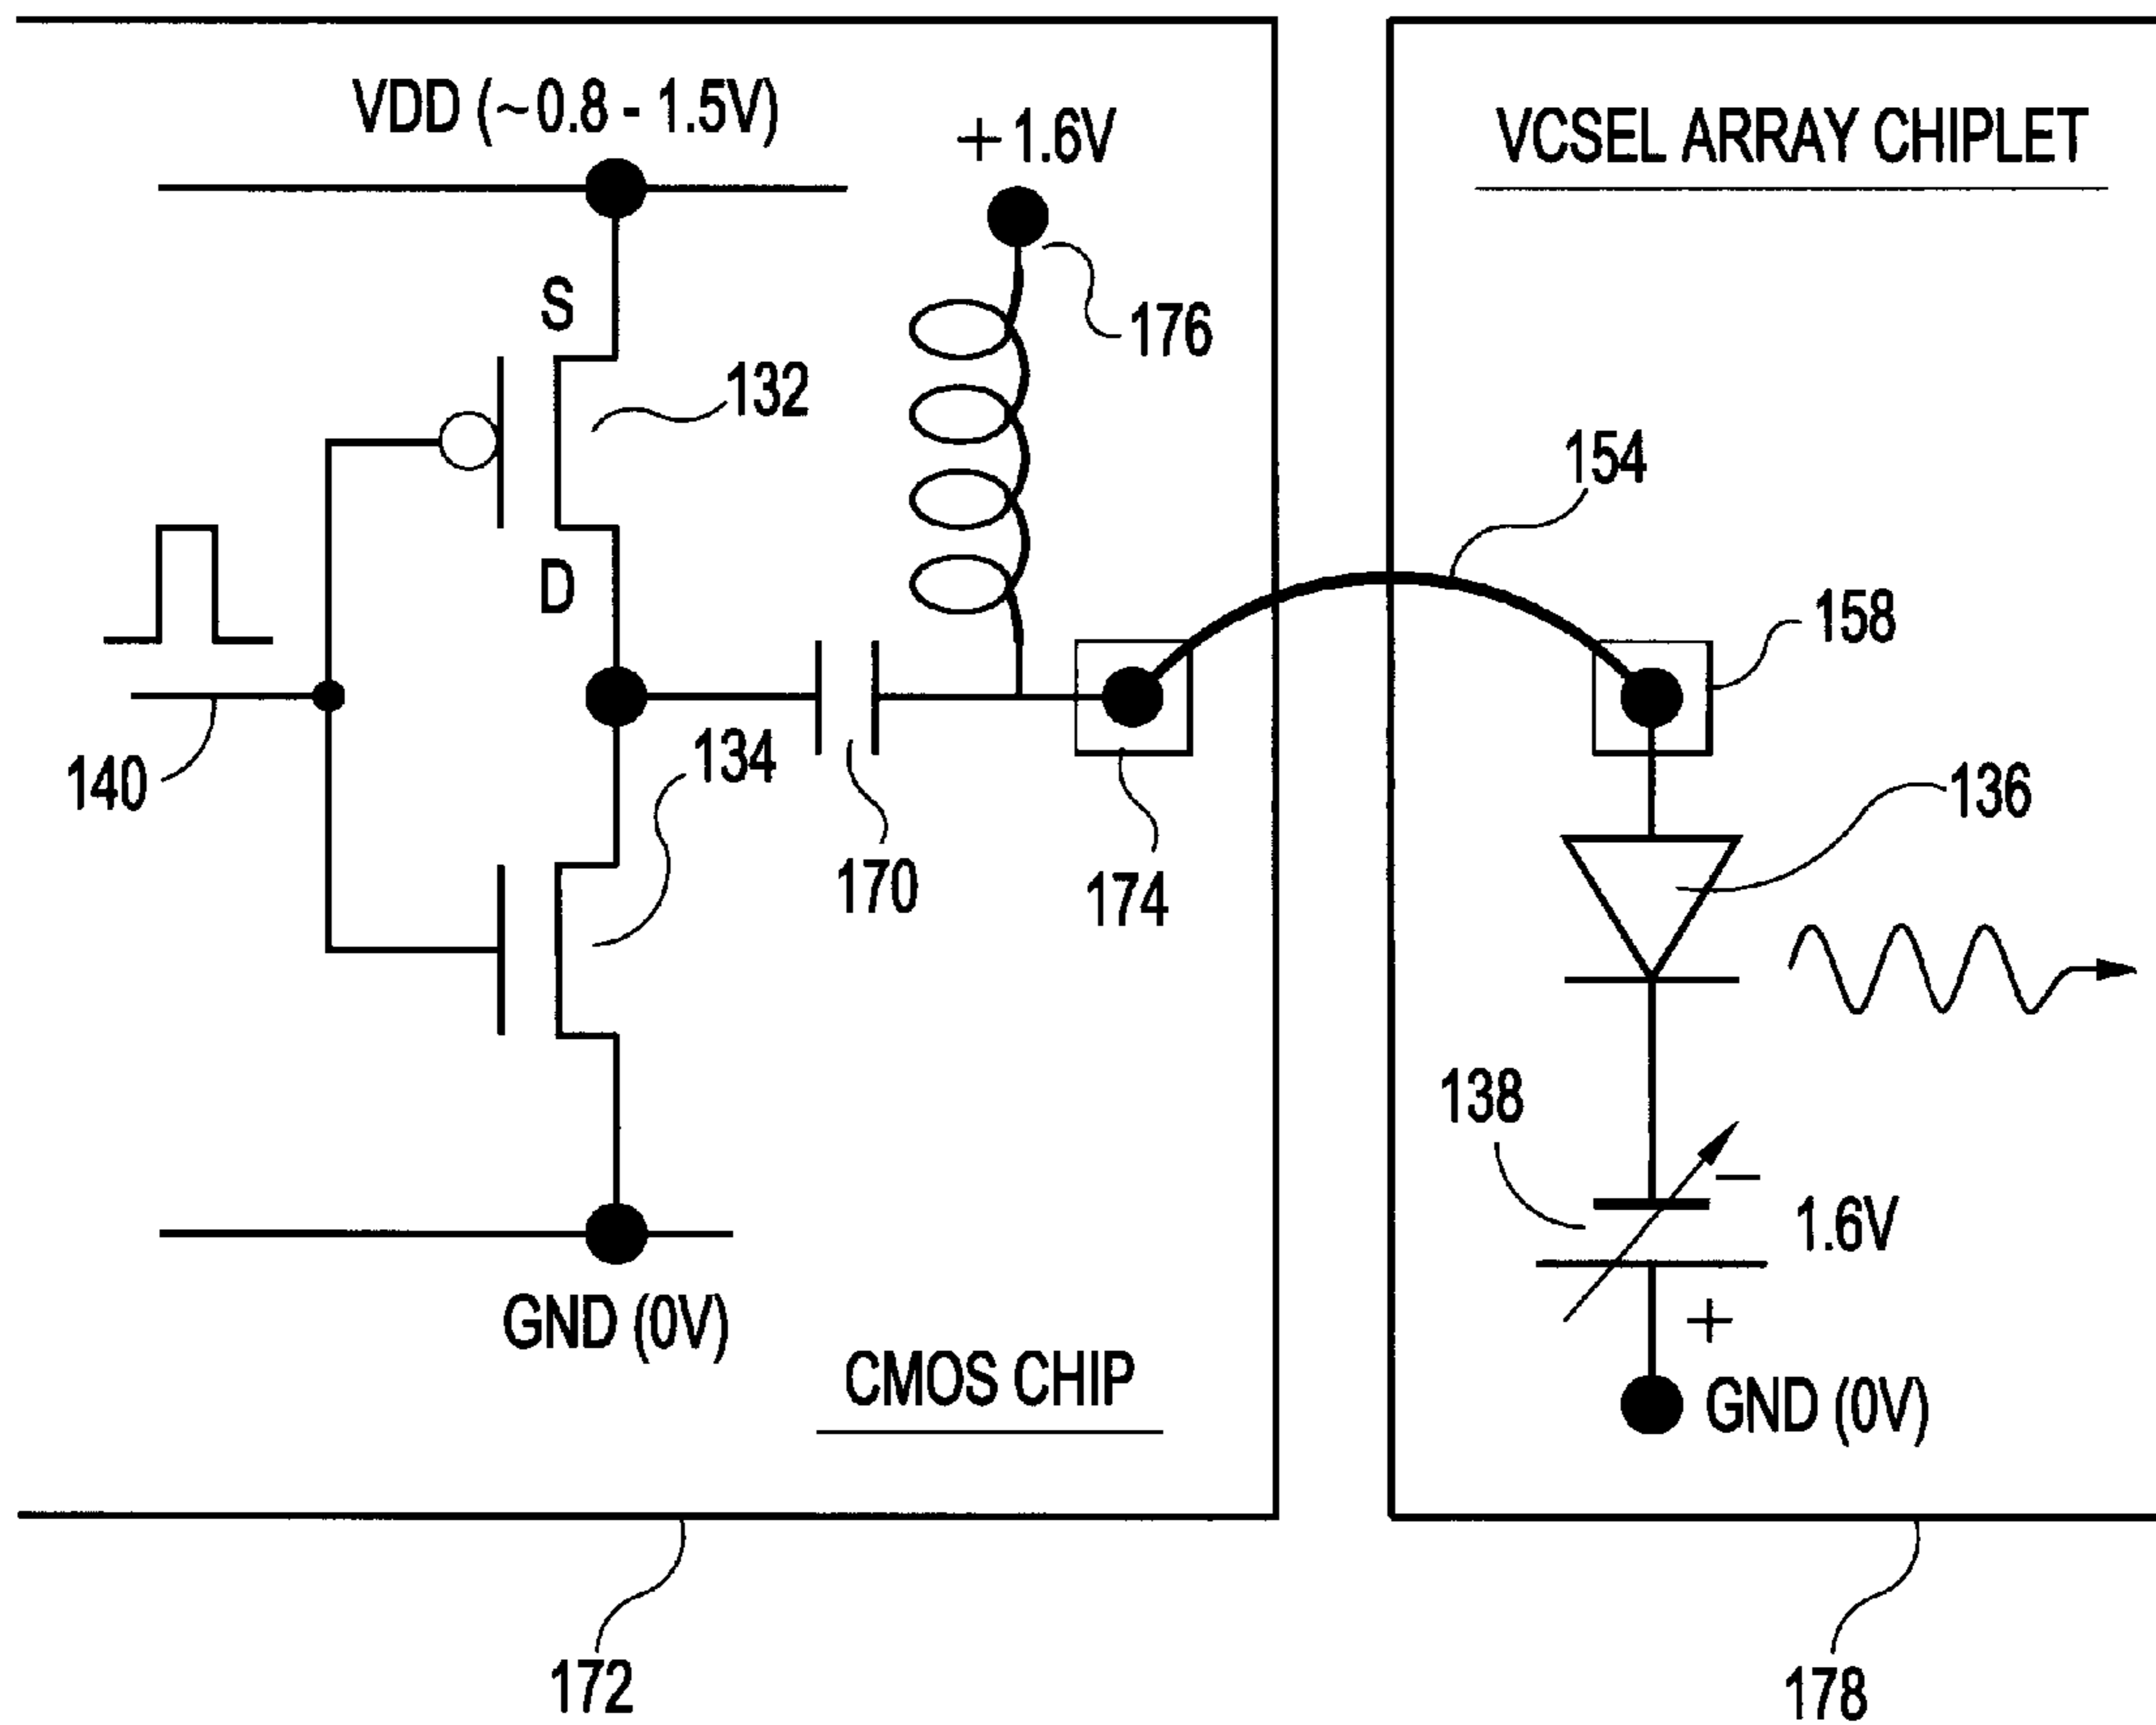 VDD (~0.8 - 1.5V)
+1.6V
VCSEL ARRAY CHIPLET
S
176
132
154
D
158
140
134
136
170
174
138
−
1.6V
+
GND (0V)
CMOS CHIP
GND (0V)
172
178